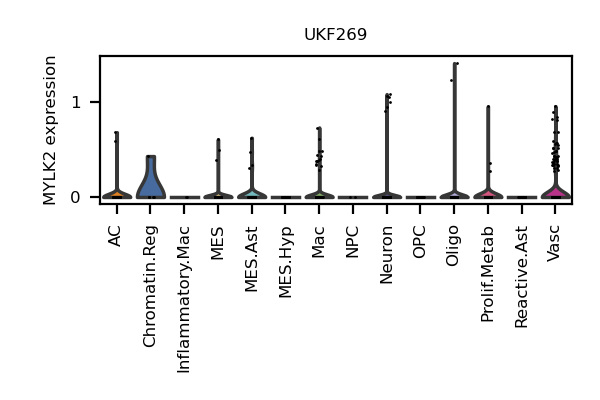 UKF269
MYLK2 expression
1
0
AC
Chromatin.Reg
Inflammatory.Mac
MES
MES.Ast
MES.Hyp
Mac
NPC
Neuron
OPC
Oligo
Prolif.Metab
Reactive.Ast
Vasc